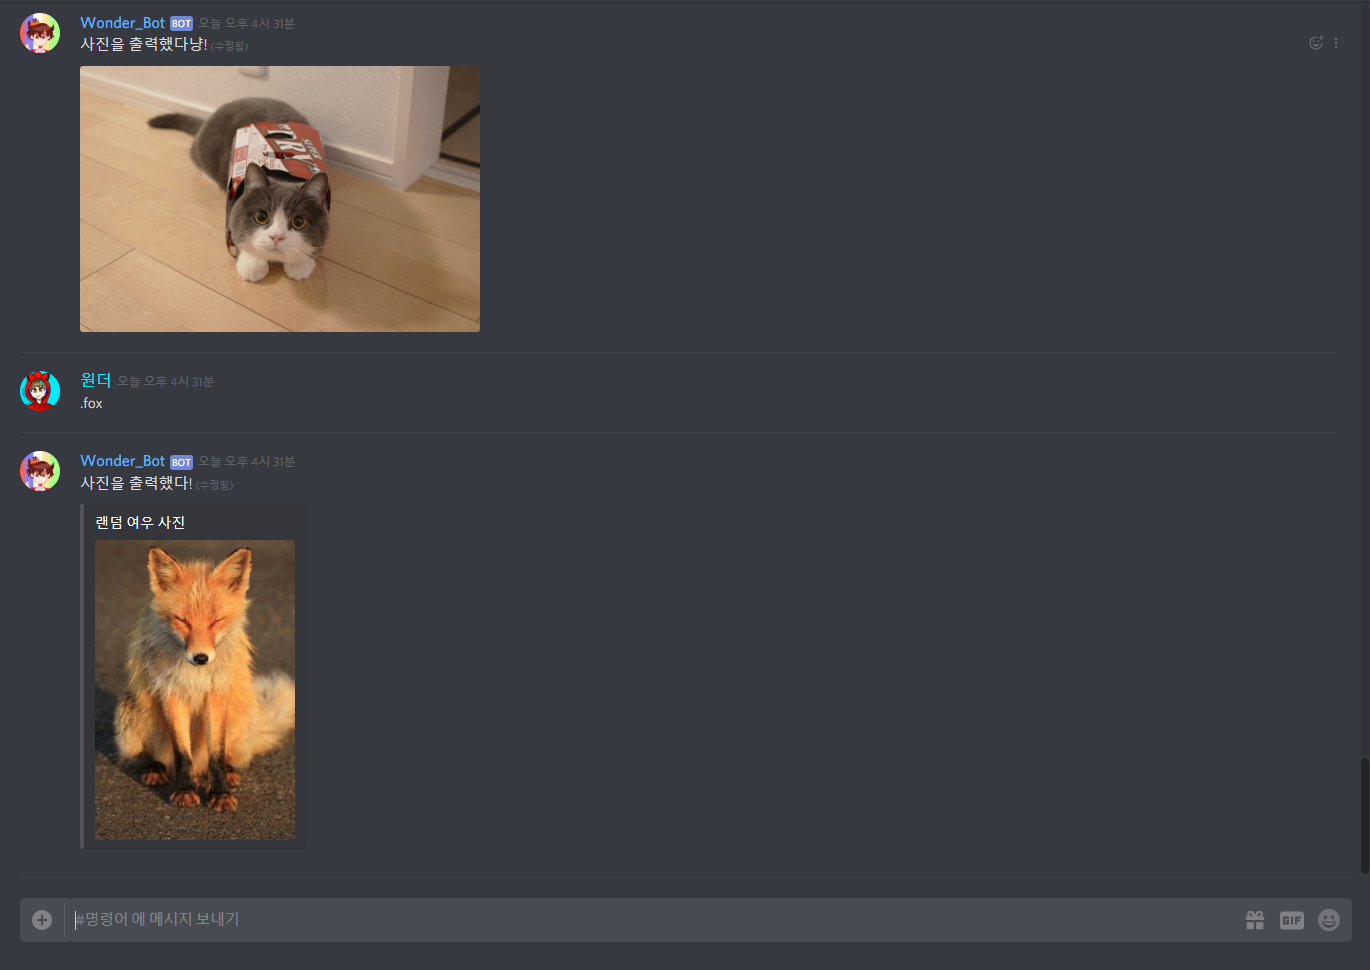 Wonder_Bot BOT 오늘 오후 4시 31분
사진을 출력했다냥! (수정됨)
원더 오늘 오후 4시 31분
.fox
Wonder_Bot BOT 오늘 오후 4시 31분
사진을 출력했다! (수정됨)
랜덤 여우 사진
#명령어 에 메시지 보내기
GIF